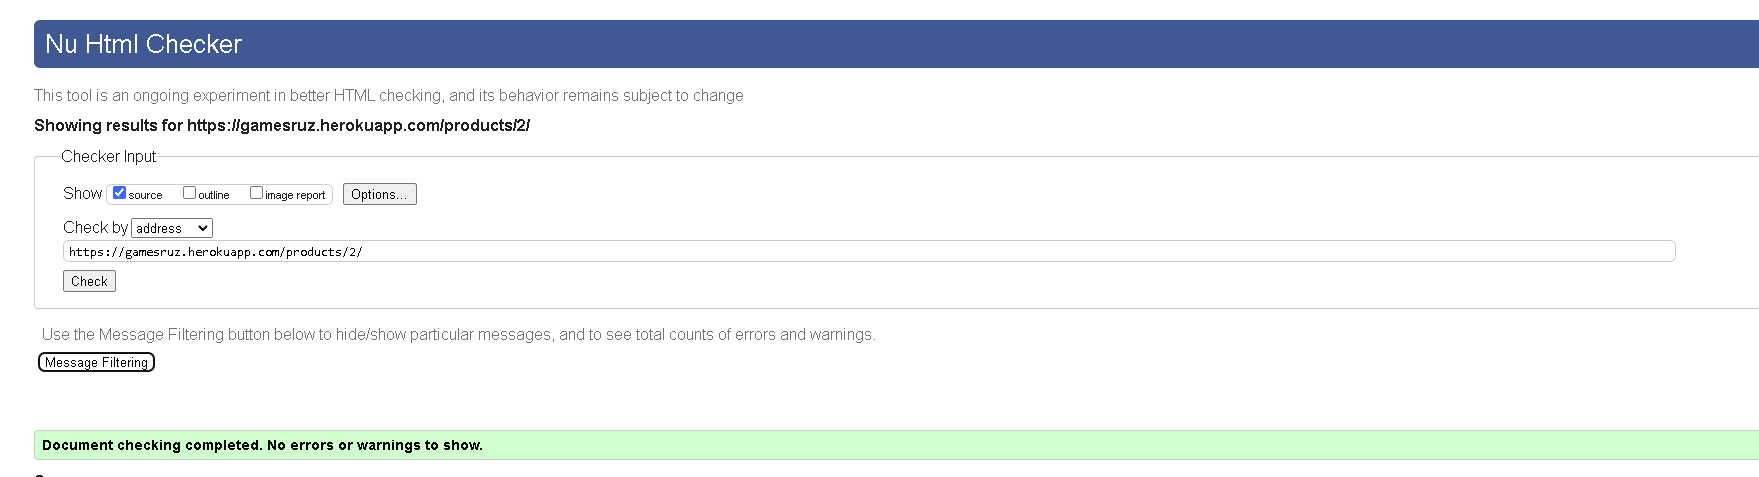 Nu Html Checker
This tool is an ongoing experiment in better HTML checking, and its behavior remains subject to change
Showing results for https://gamesruz.herokuapp.com/products/2/
Checker Input
Show source outline image report Options...
Check by address
https://gamesruz.herokuapp.com/products/2/
Check
Use the Message Filtering button below to hide/show particular messages, and to see total counts of errors and warnings.
Message Filtering
Document checking completed. No errors or warnings to show.